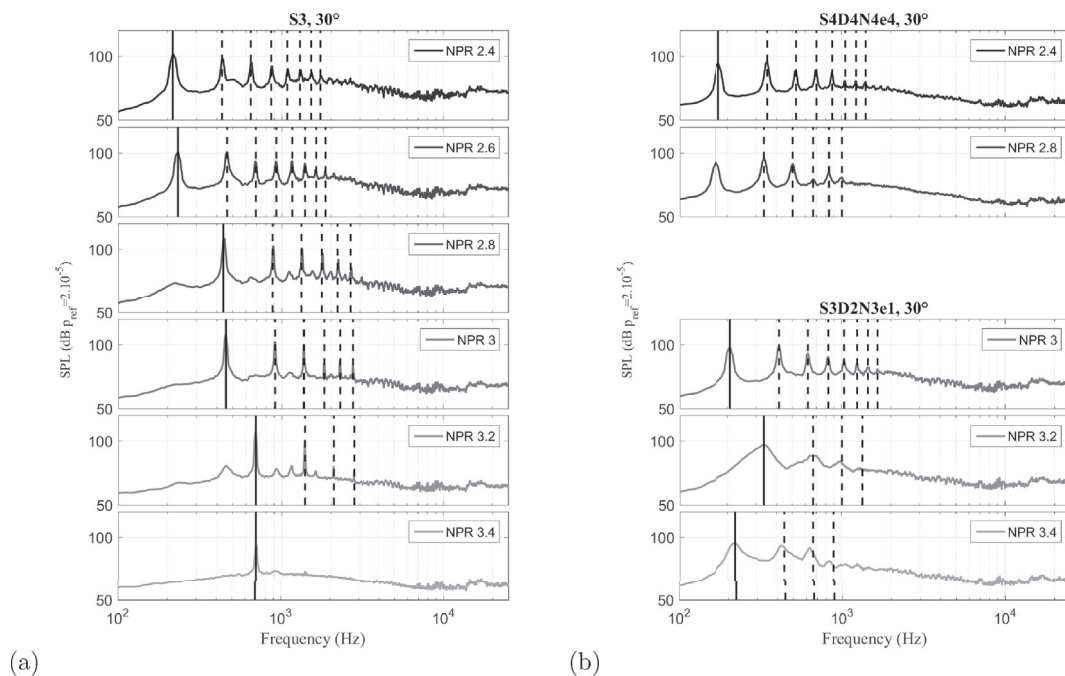 S3, 30°
100
50
NPR 2.4
100
50
NPR 2.6
100
50
NPR 2.8
100
50
NPR 3
100
50
NPR 3.2
100
50
NPR 3.4
SPL (dB p_ref=2.10^-5)
10^2 10^3 10^4
Frequency (Hz)
(a)
S4D4N4e4, 30°
100
50
NPR 2.4
100
50
NPR 2.8
S3D2N3e1, 30°
100
50
NPR 3
100
50
NPR 3.2
100
50
NPR 3.4
SPL (dB p_ref=2.10^-5)
10^2 10^3 10^4
Frequency (Hz)
(b)